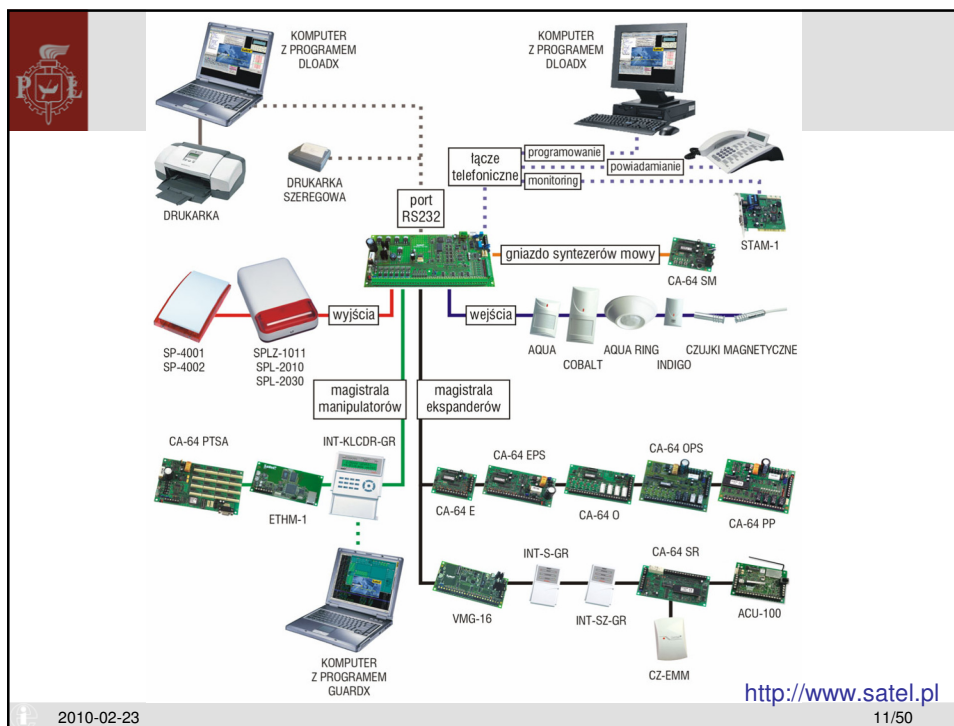 KOMPUTER
Z PROGRAMEM
DLOADX
KOMPUTER
Z PROGRAMEM
DLOADX
P Ł
programowanie
łącze
telefoniczne
powiadamianie
monitoring
DRUKARKA
DRUKARKA
SZEREGOWA
port
RS232
STAM-1
gniazdo syntezerów mowy
CA-64 SM
wyjścia
wejścia
SP-4001
SP-4002
SPLZ-1011
SPL-2010
SPL-2030
AQUA
COBALT
AQUA RING
INDIGO
CZUJKI MAGNETYCZNE
magistrala
manipulatorów
magistrala
ekspanderów
CA-64 PTSA
ETHM-1
INT-KLCDR-GR
CA-64 E
CA-64 EPS
CA-64 O
CA-64 OPS
CA-64 PP
VMG-16
INT-S-GR
INT-SZ-GR
CA-64 SR
ACU-100
CZ-EMM
KOMPUTER
Z PROGRAMEM
GUARDX
http://www.satel.pl
2010-02-23
11/50